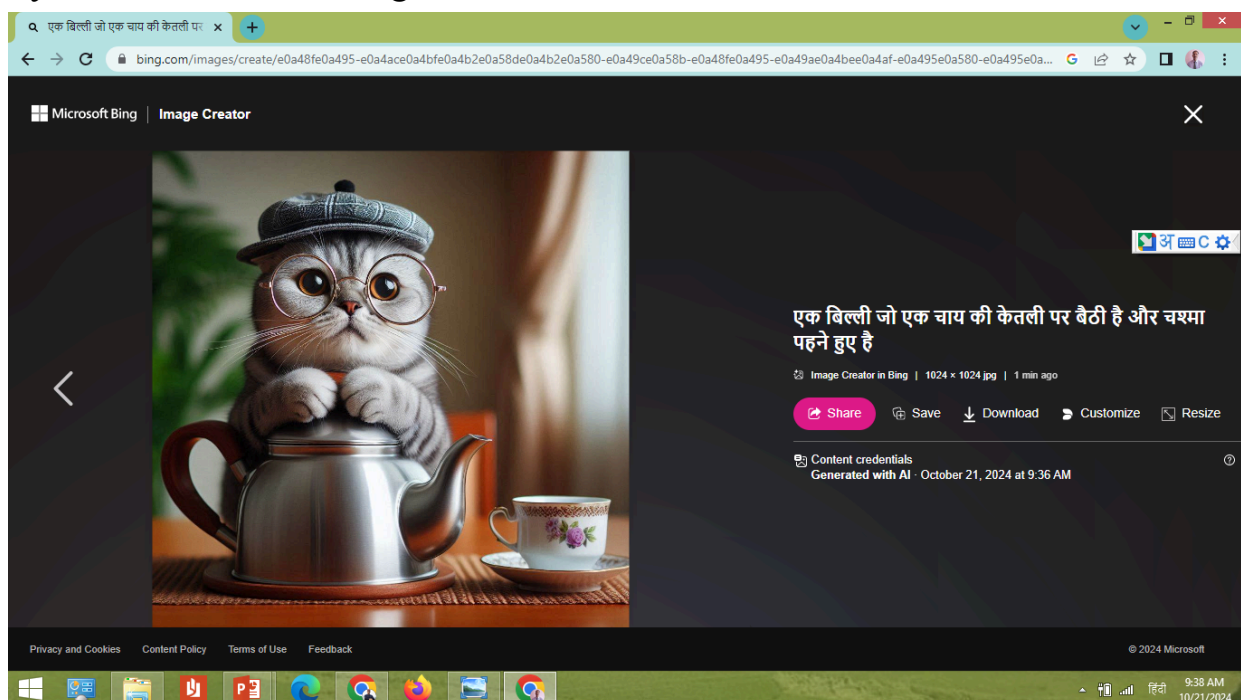 एक बिल्ली जो एक चाय की केतली पर
bing.com/images/create/e0a48fe0a495-e0a4ace0a4bfe0a4b2e0a58de0a4b2e0a580-e0a49ce0a58b-e0a48fe0a495-e0a49ae0a4bee0a4af-e0a495e0a580-e0a495e0a...
Microsoft Bing | Image Creator
अ C
एक बिल्ली जो एक चाय की केतली पर बैठी है और चश्मा
पहने हुए है
Image Creator in Bing | 1024 × 1024 jpg | 1 min ago
Share Save Download Customize Resize
Content credentials
Generated with AI · October 21, 2024 at 9:36 AM
Privacy and Cookies Content Policy Terms of Use Feedback © 2024 Microsoft
हिंदी 9:38 AM
10/21/2024